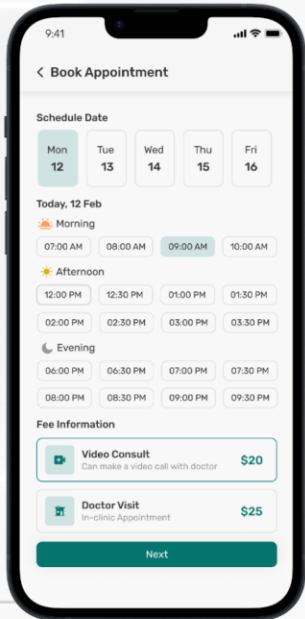 9:41
< Book Appointment
Schedule Date
Mon Tue Wed Thu Fri
12 13 14 15 16
Today, 12 Feb
Morning
07:00 AM 08:00 AM 09:00 AM 10:00 AM
Afternoon
12:00 PM 12:30 PM 01:00 PM 01:30 PM
02:00 PM 02:30 PM 03:00 PM 03:30 PM
Evening
06:00 PM 06:30 PM 07:00 PM 07:30 PM
08:00 PM 08:30 PM 09:00 PM 09:30 PM
Fee Information
Video Consult
Can make a video call with doctor $20
Doctor Visit
In-clinic Appointment $25
Next